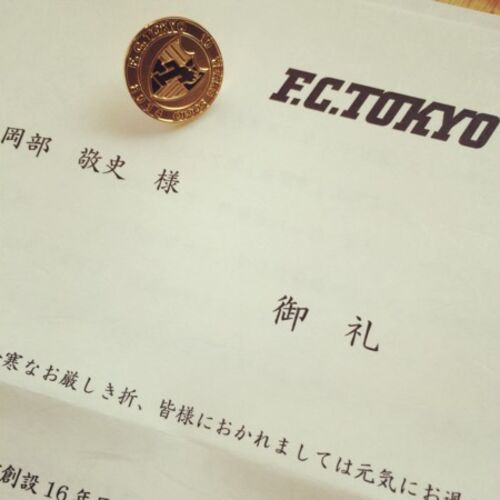 F.C.TOKYO
F.C.TOKYO
岡部 敬史 様
御 礼
寒なお厳しき折、皆様におかれましては元気にお過
創設16年